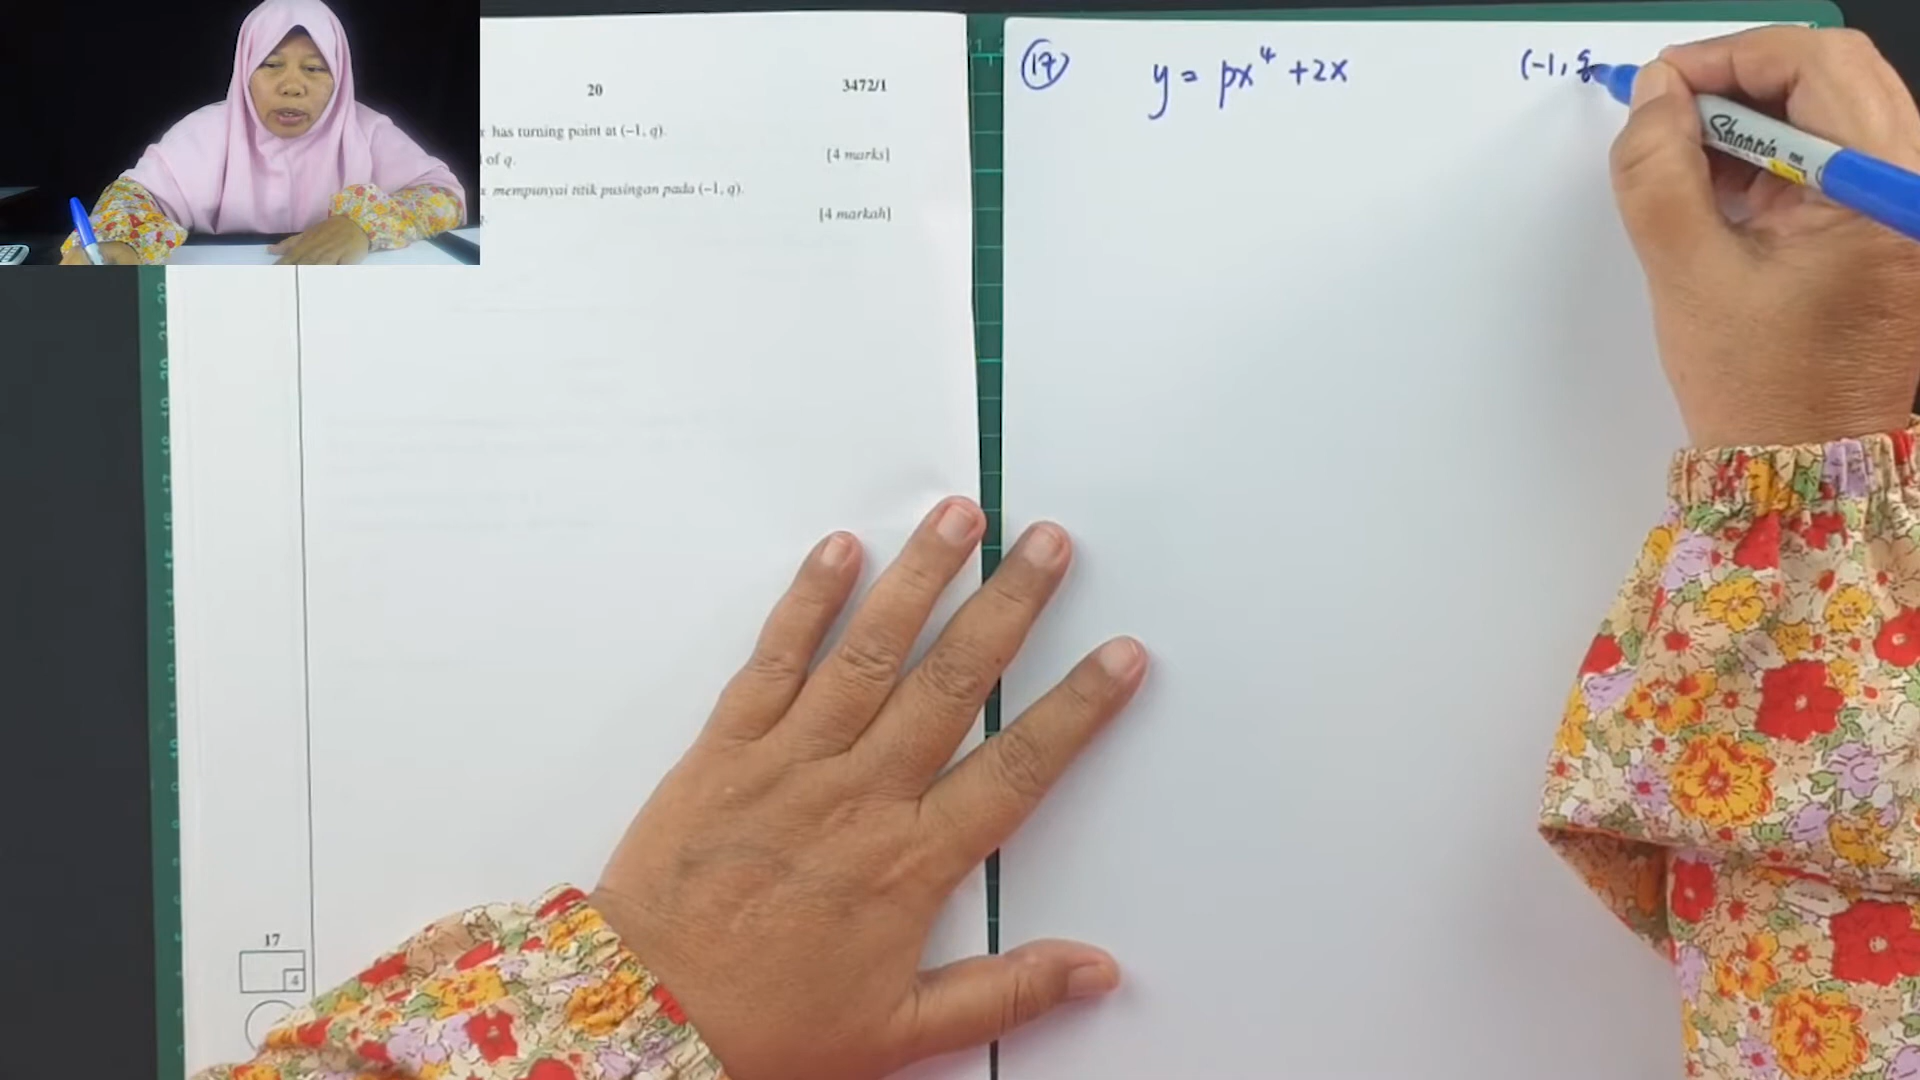 20 3472/1
has turning point at (−1, q).
of q. [4 marks]
mempunyai titik pusingan pada (−1, q).
[4 markah]
17
4
17 y = px⁴ + 2x (-1, q
Sharpie